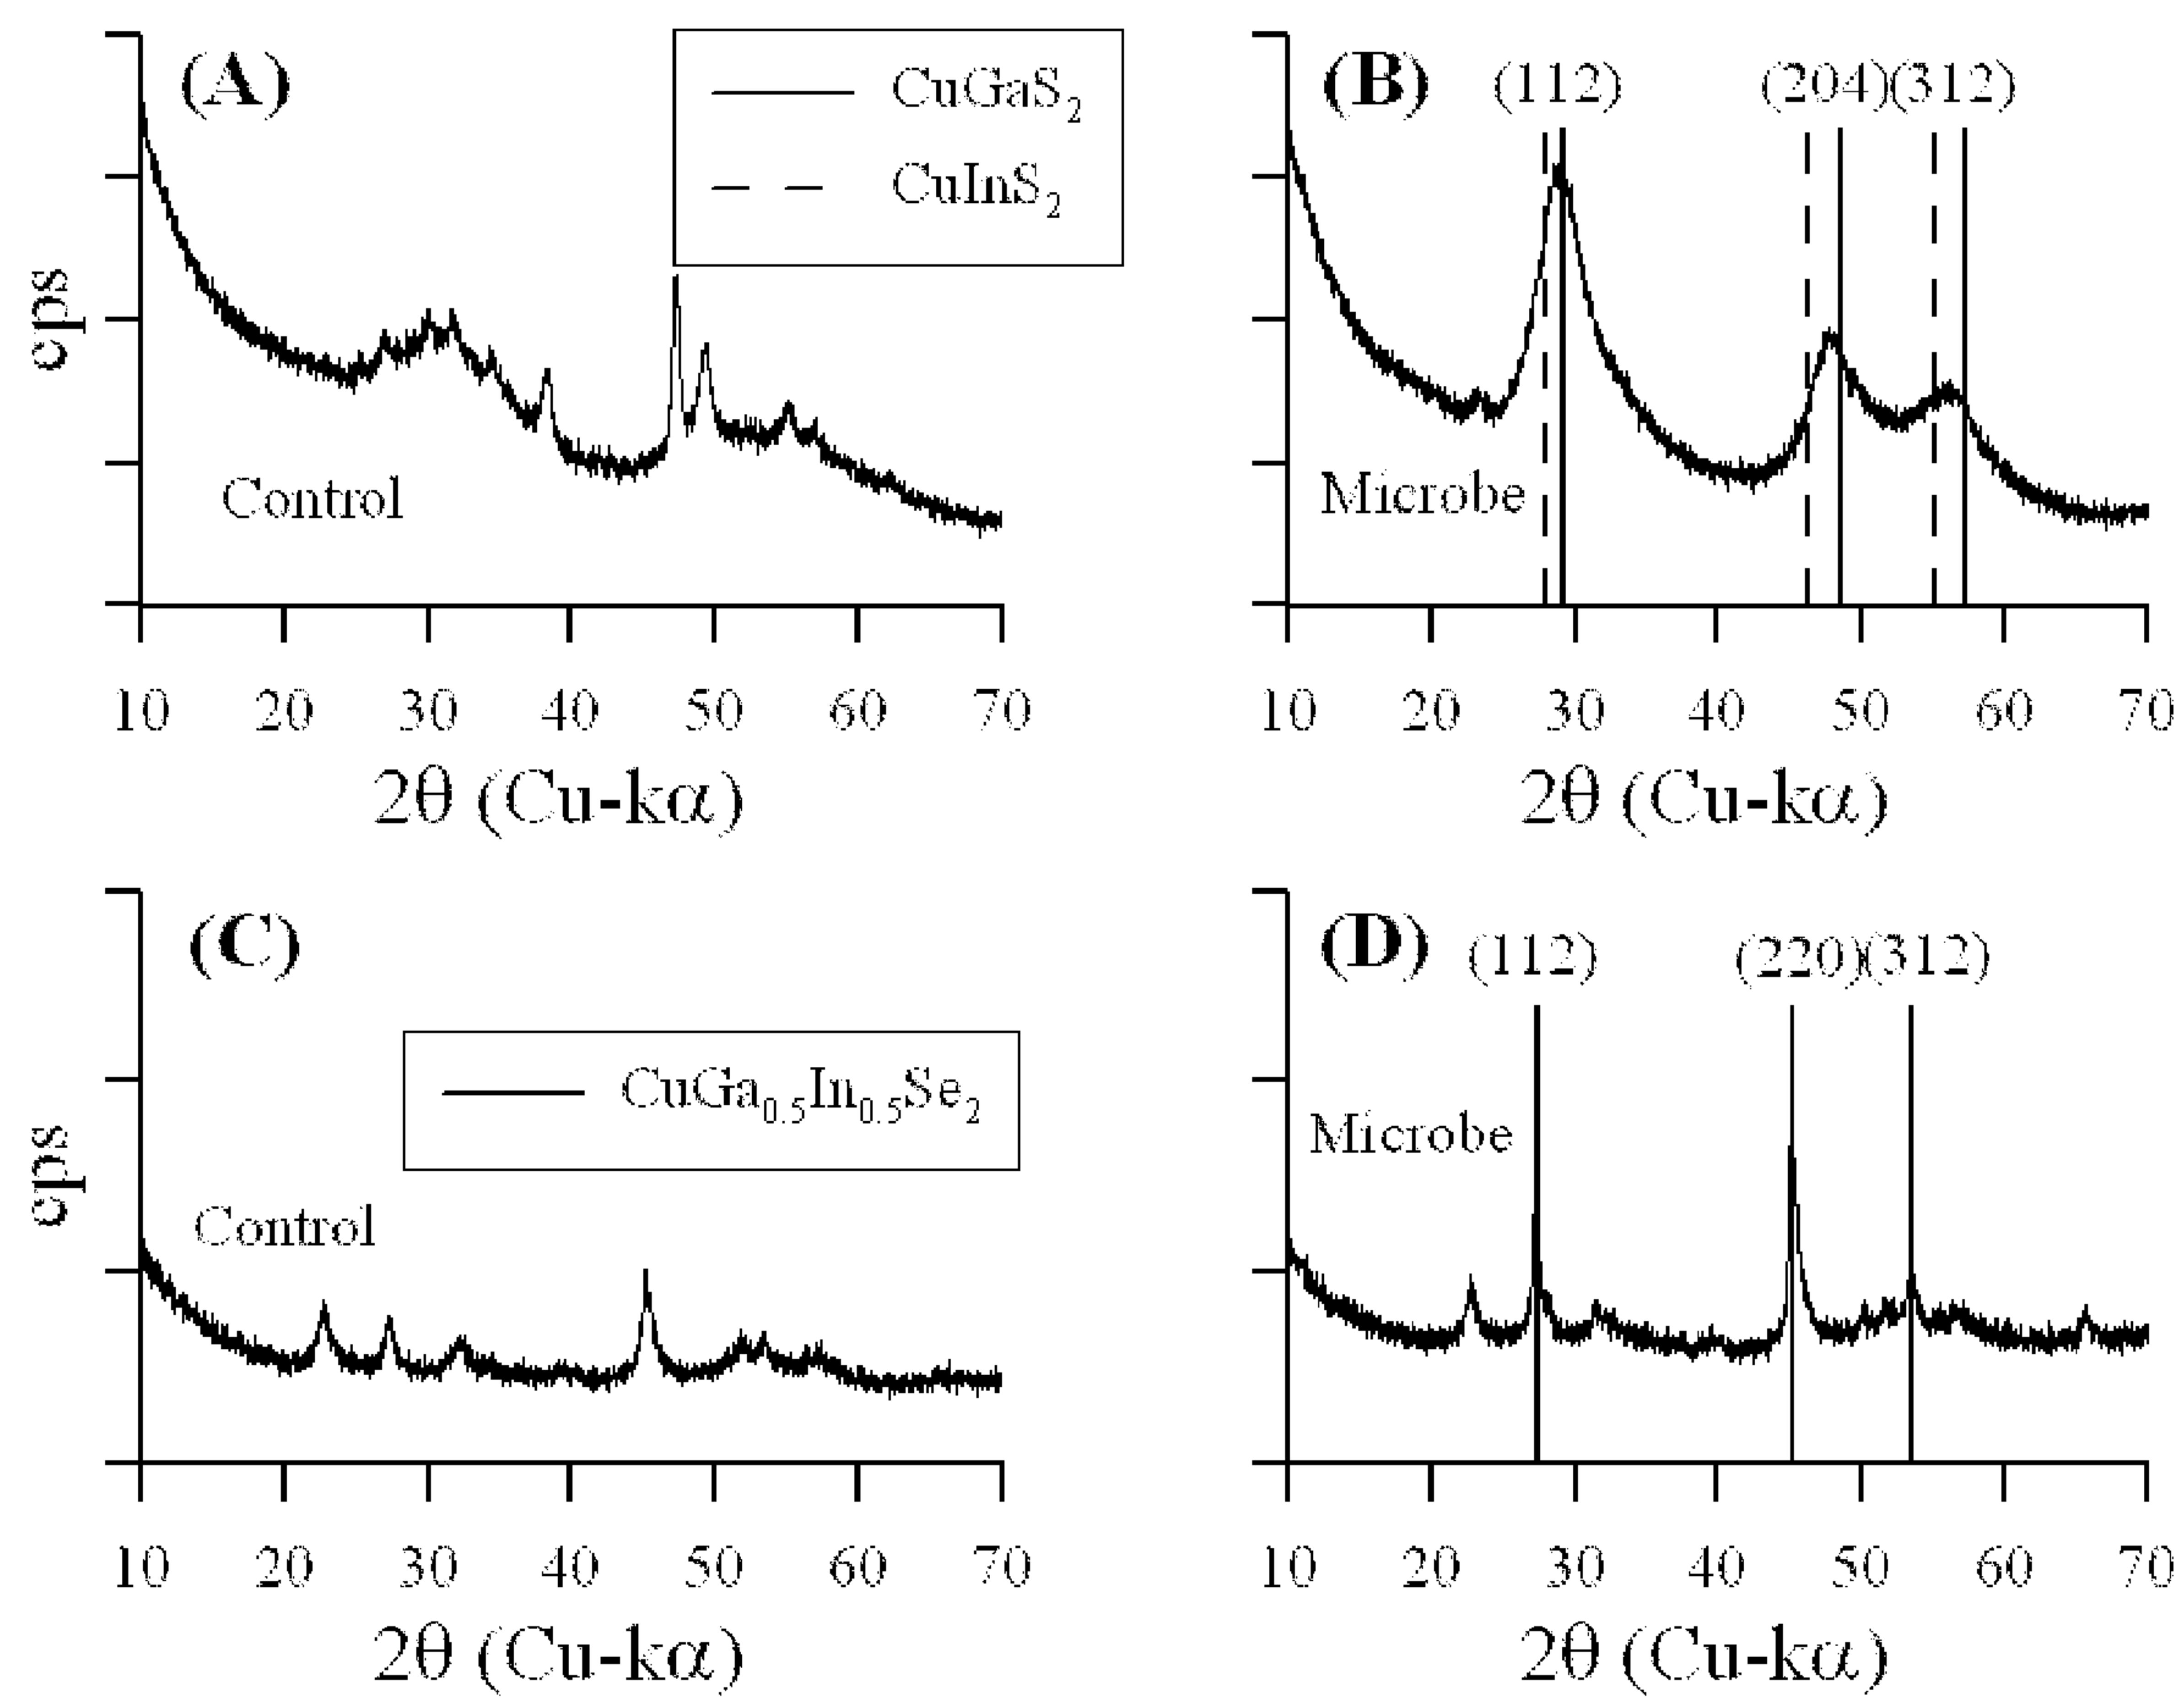 (A)
CuGaS₂
CuInS₂
cps
Control
10 20 30 40 50 60 70
2θ (Cu-kα)
(B) (112) (204) (312)
Microbe
10 20 30 40 50 60 70
2θ (Cu-kα)
(C)
CuGa₀.₅In₀.₅Se₂
cps
Control
10 20 30 40 50 60 70
2θ (Cu-kα)
(D) (112) (220) (312)
Microbe
10 20 30 40 50 60 70
2θ (Cu-kα)